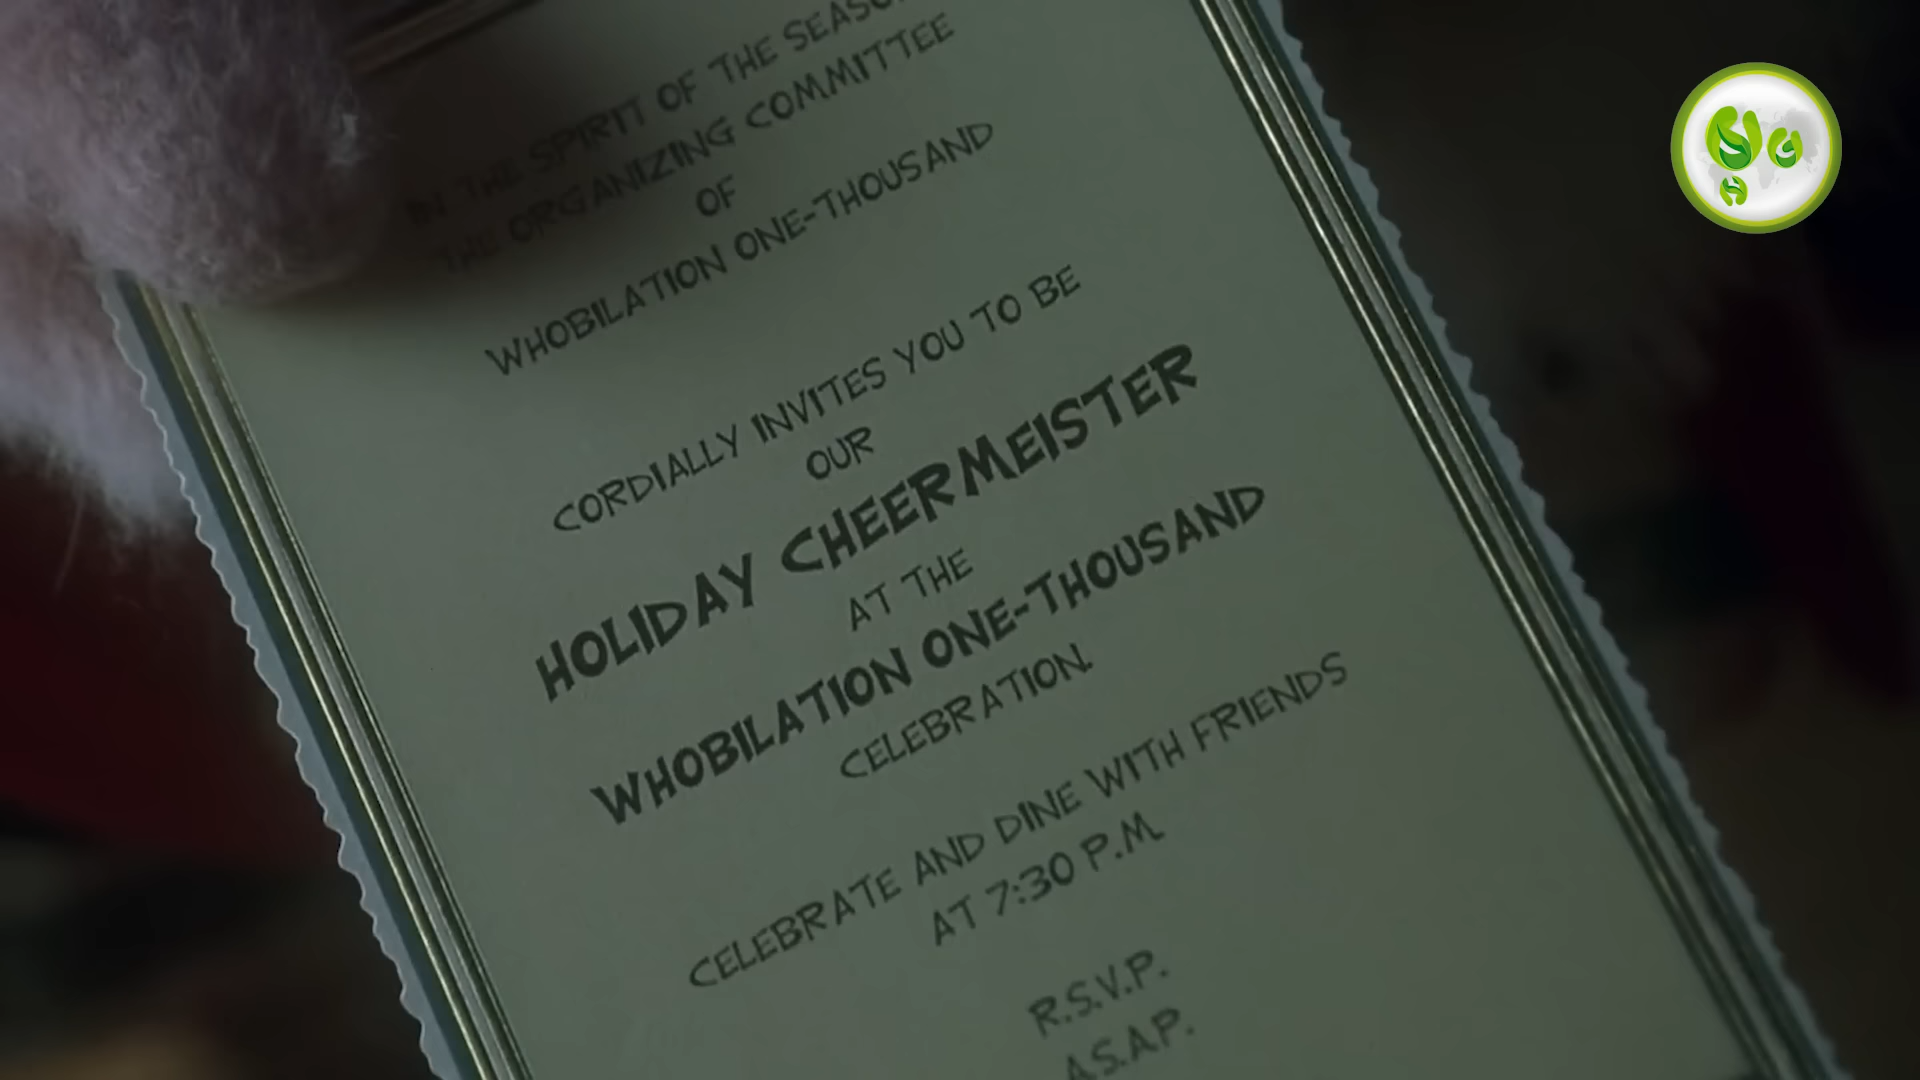 IN THE SPIRIT OF THE SEASON
THE ORGANIZING COMMITTEE
OF
WHOBILATION ONE-THOUSAND
CORDIALLY INVITES YOU TO BE
OUR
HOLIDAY CHEERMEISTER
AT THE
WHOBILATION ONE-THOUSAND
CELEBRATION.
CELEBRATE AND DINE WITH FRIENDS
AT 7:30 P.M.
R.S.V.P.
A.S.A.P.